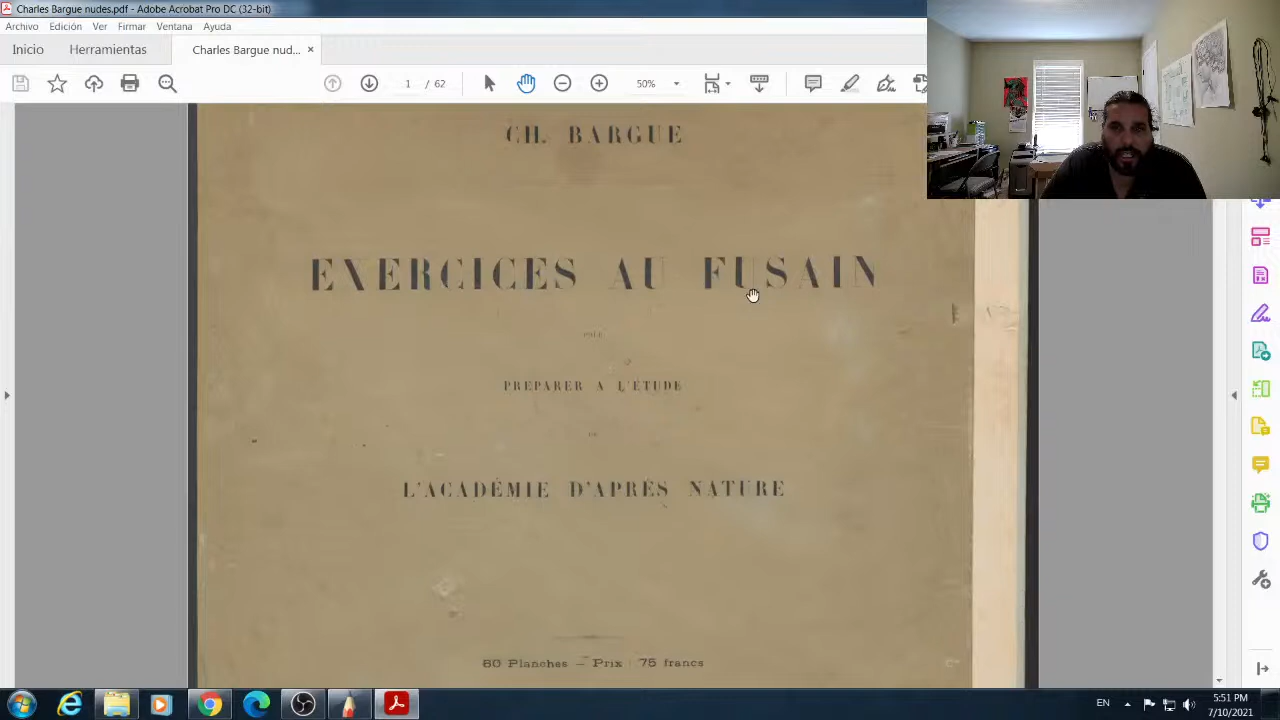 Charles Bargue nudes.pdf - Adobe Acrobat Pro DC (32-bit)
Archivo Edición Ver Firmar Ventana Ayuda
Inicio Herramientas Charles Bargue nud... ×
1 / 62 50%
CH. BARGUE
EXERCICES AU FUSAIN
POUR
PRÉPARER A L'ÉTUDE
DE
L'ACADÉMIE D'APRÈS NATURE
60 Planches — Prix : 75 francs
EN 5:51 PM
7/10/2021